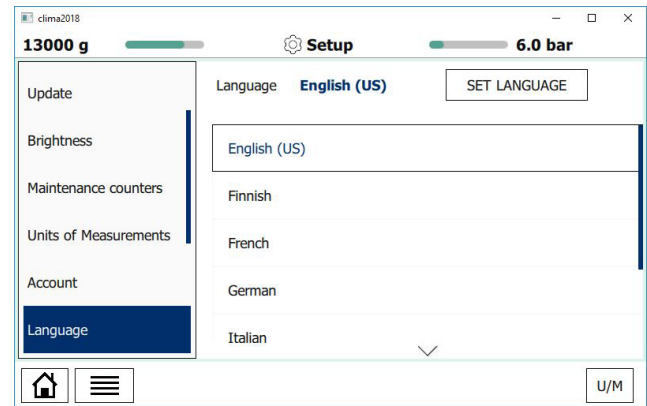 clima2018
13000 g
Setup
6.0 bar
Update
Brightness
Maintenance counters
Units of Measurements
Account
Language
Language English (US)
SET LANGUAGE
English (US)
Finnish
French
German
Italian
U/M